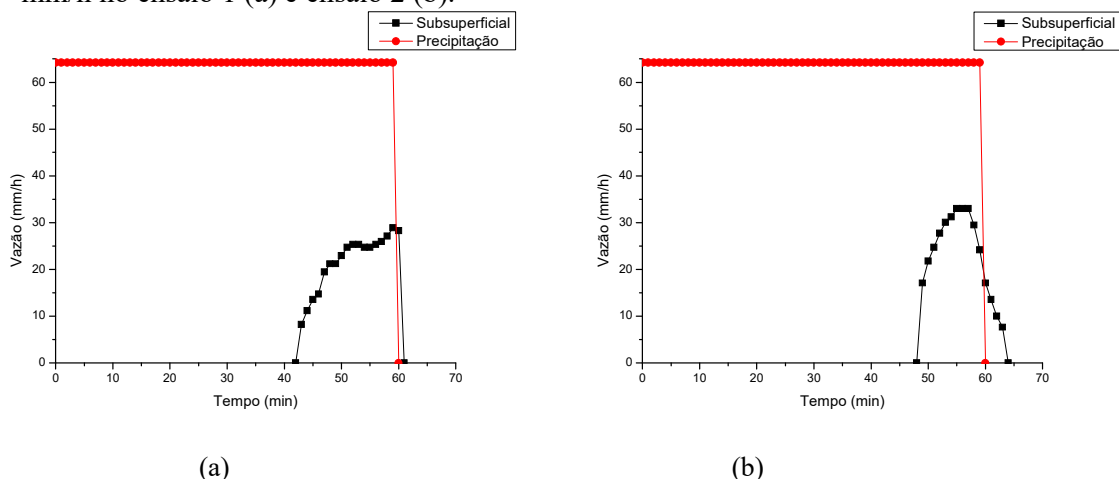 mm/h no ensaio 1 (a) e ensaio 2 (b).
Subsuperficial
Precipitação
Vazão (mm/h)
60
50
40
30
20
10
0
0 10 20 30 40 50 60 70
Tempo (min)
(a)
Subsuperficial
Precipitação
Vazão (mm/h)
60
50
40
30
20
10
0
0 10 20 30 40 50 60 70
Tempo (min)
(b)